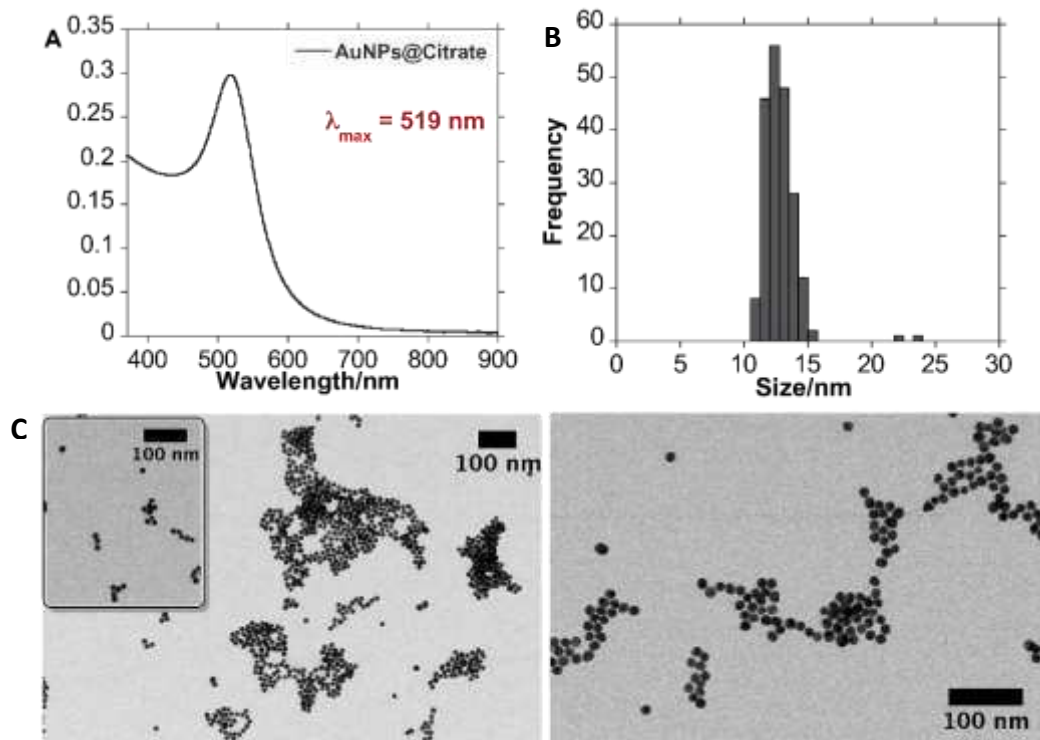 A
0.35
0.3
0.25
0.2
0.15
0.1
0.05
0
AuNPs@Citrate
λmax = 519 nm
400 500 600 700 800 900
Wavelength/nm
B
60
50
40
30
20
10
0
Frequency
0 5 10 15 20 25 30
Size/nm
C
100 nm
100 nm
100 nm